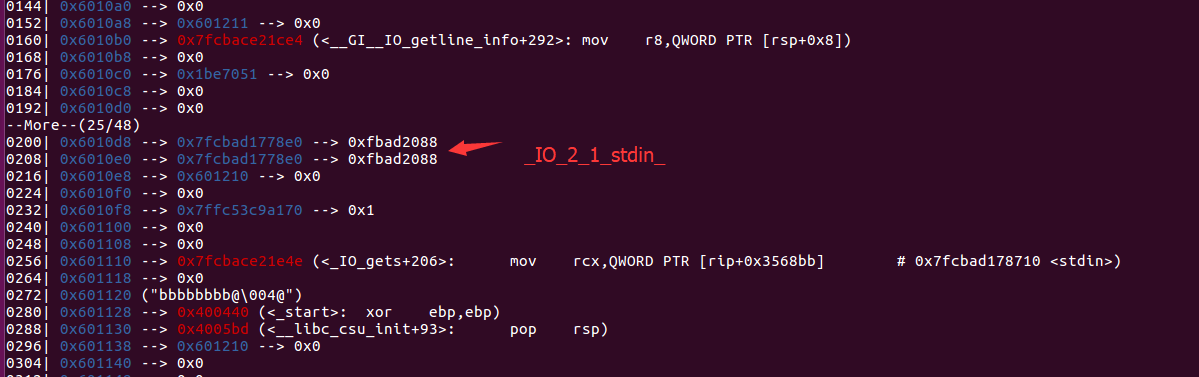 0144| 0x6010a0 --> 0x0
0152| 0x6010a8 --> 0x601211 --> 0x0
0160| 0x6010b0 --> 0x7fcbace21ce4 (<__GI__IO_getline_info+292>: mov    r8,QWORD PTR [rsp+0x8])
0168| 0x6010b8 --> 0x0
0176| 0x6010c0 --> 0x1be7051 --> 0x0
0184| 0x6010c8 --> 0x0
0192| 0x6010d0 --> 0x0
--More--(25/48)
0200| 0x6010d8 --> 0x7fcbad1778e0 --> 0xfbad2088
0208| 0x6010e0 --> 0x7fcbad1778e0 --> 0xfbad2088
_IO_2_1_stdin_
0216| 0x6010e8 --> 0x601210 --> 0x0
0224| 0x6010f0 --> 0x0
0232| 0x6010f8 --> 0x7ffc53c9a170 --> 0x1
0240| 0x601100 --> 0x0
0248| 0x601108 --> 0x0
0256| 0x601110 --> 0x7fcbace21e4e (<_IO_gets+206>:      mov    rcx,QWORD PTR [rip+0x3568bb]        # 0x7fcbad178710 <stdin>)
0264| 0x601118 --> 0x0
0272| 0x601120 ("bbbbbbbb@\004@")
0280| 0x601128 --> 0x400440 (<_start>:  xor    ebp,ebp)
0288| 0x601130 --> 0x4005bd (<__libc_csu_init+93>:      pop    rsp)
0296| 0x601138 --> 0x601210 --> 0x0
0304| 0x601140 --> 0x0